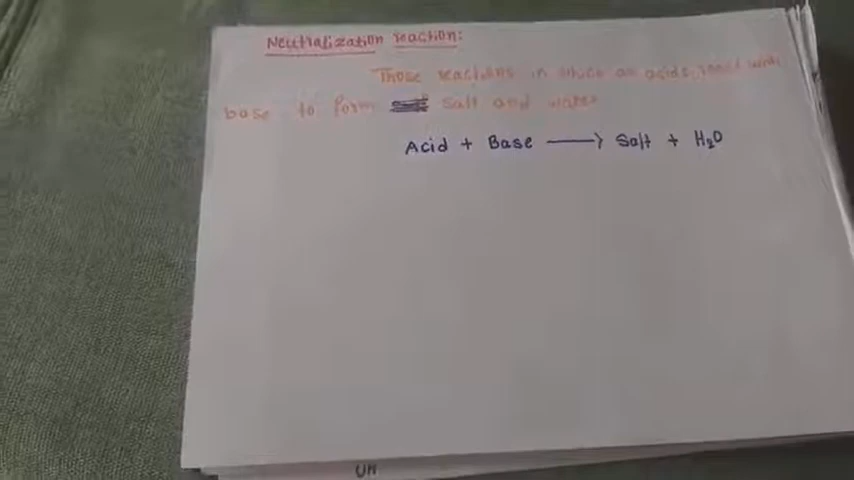 Neutralization reaction:
Those reactions in which an acids react with
base to form salt and water
Acid + Base ⟶ Salt + H₂O
UN